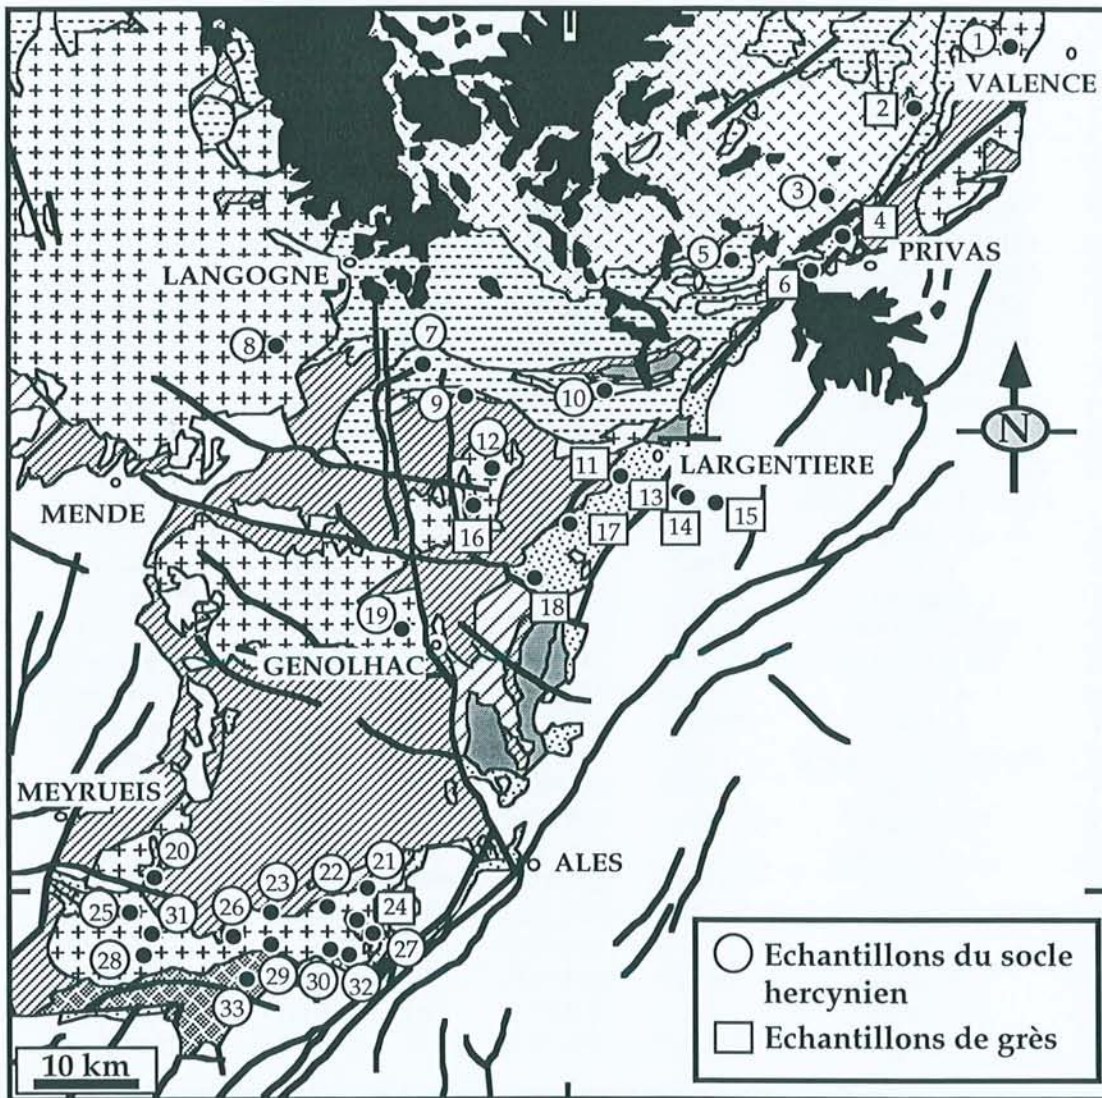 1
VALENCE
2
3
4
PRIVAS
5
6
LANGOGNE
7
8
9
10
N
12
11
LARGENTIERE
13
14
15
MENDE
16
17
18
19
GENOLHAC
MEYRUEIS
20
21
22
23
ALES
24
25
31
26
27
28
29
30
32
33
10 km
Echantillons du socle
hercynien
Echantillons de grès